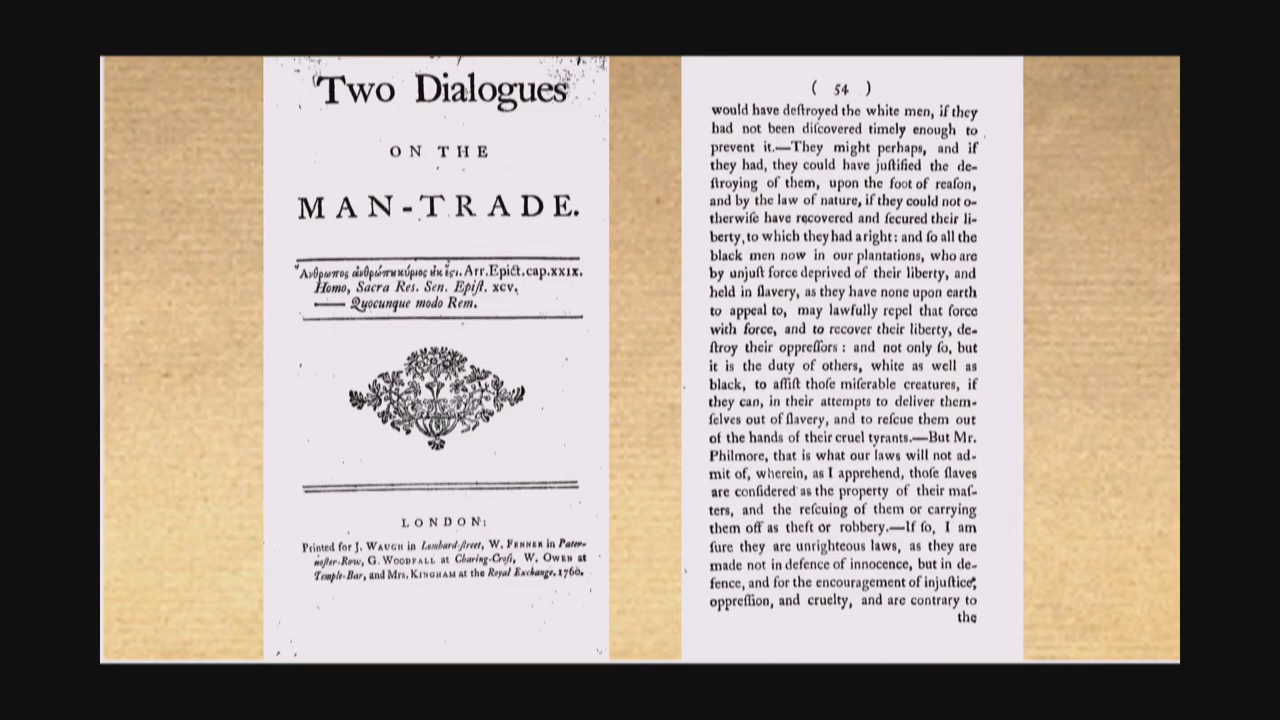 Two Dialogues
ON THE
MAN-TRADE.
Arr. Epict. cap. xxix.
Homo, Sacra Res. Sen. Epiſt. xcv.
—— Quocunque modo Rem.
LONDON:
Printed for J. WAUGH in Lombard-ſtreet, W. FENNER in Pater-
noſter-Row, G. WOODFALL at Charing-Croſs, W. OWEN at
Temple-Bar, and Mrs. KINGHAM at the Royal Exchange. 1760.
( 54 )
would have deſtroyed the white men, if they
had not been diſcovered timely enough to
prevent it.—They might perhaps, and if
they had, they could have juſtified the de-
ſtroying of them, upon the foot of reaſon,
and by the law of nature, if they could not o-
therwiſe have recovered and ſecured their li-
berty, to which they had a right: and ſo all the
black men now in our plantations, who are
by unjuſt force deprived of their liberty, and
held in ſlavery, as they have none upon earth
to appeal to, may lawfully repel that force
with force, and to recover their liberty, de-
ſtroy their oppreſſors: and not only ſo, but
it is the duty of others, white as well as
black, to aſſiſt thoſe miſerable creatures, if
they can, in their attempts to deliver them-
ſelves out of ſlavery, and to reſcue them out
of the hands of their cruel tyrants.—But Mr.
Philmore, that is what our laws will not ad-
mit of, wherein, as I apprehend, thoſe ſlaves
are conſidered as the property of their maſ-
ters, and the reſcuing of them or carrying
them off as theft or robbery.—If ſo, I am
ſure they are unrighteous laws, as they are
made not in defence of innocence, but in de-
fence, and for the encouragement of injuſtice,
oppreſſion, and cruelty, and are contrary to
the